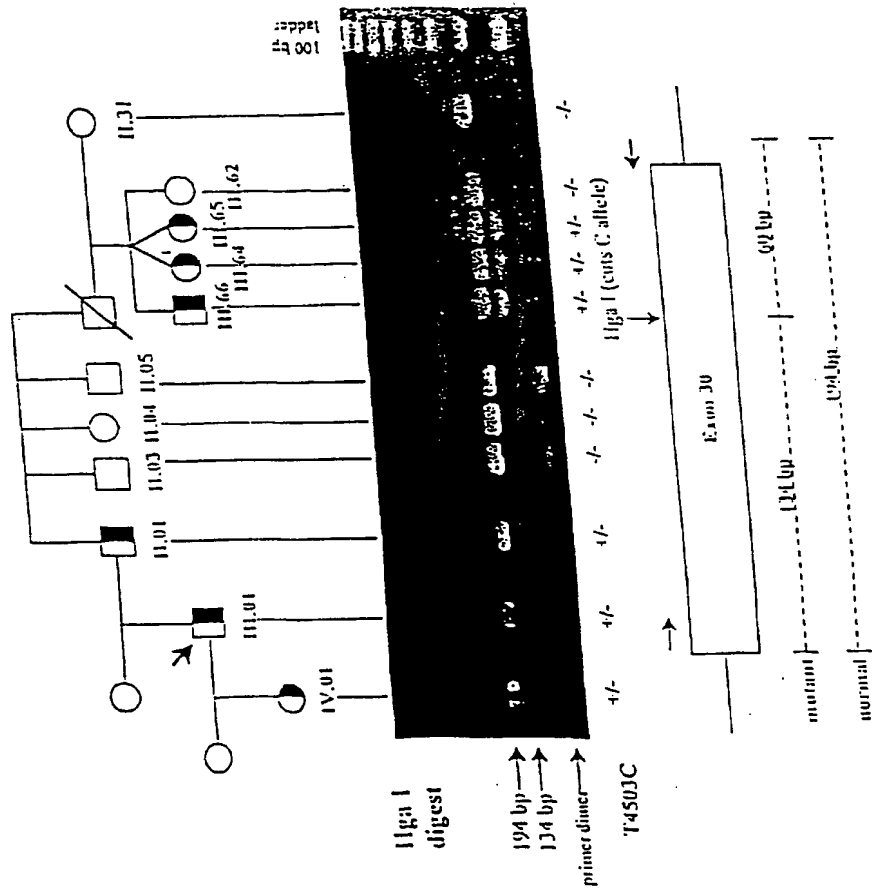 100 bp
ladder
II.31
III.62
III.65
III.64
III.66
II.05
II.04
II.03
II.01
III.01
IV.01
Hga I
digest
194 bp
134 bp
primer dimer
T4503C
+/-
+/-
+/-
-/-
-/-
-/-
+/-
+/-
+/-
-/-
-/-
Hga I (cuts C allele)
Exon 30
mutant
134 bp
60 bp
normal
194 bp